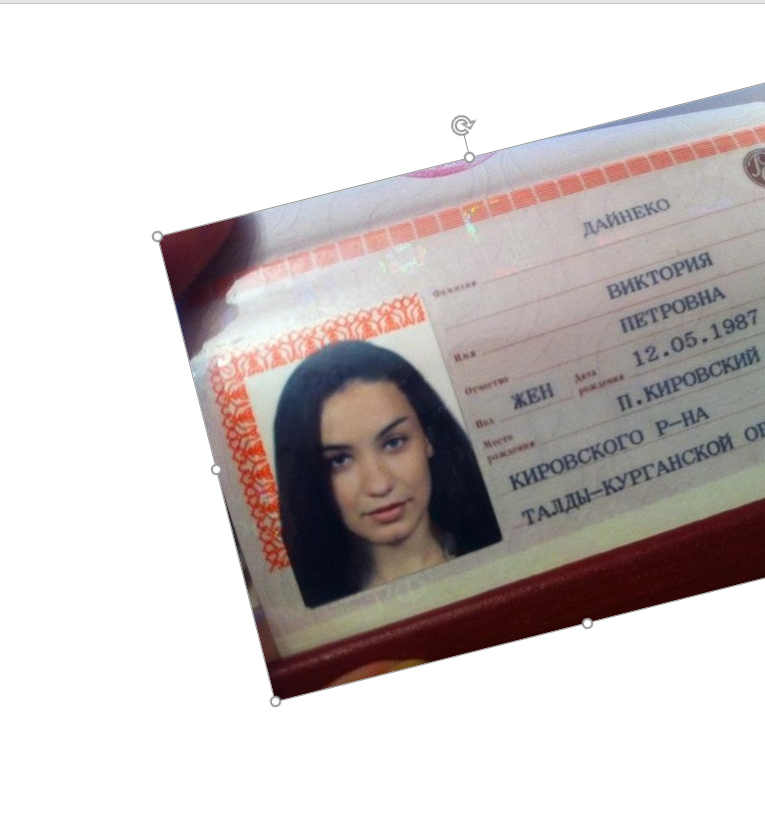 ДАЙНЕКО
Фамилия
ВИКТОРИЯ
Имя
ПЕТРОВНА
Отчество
Пол ЖЕН Дата рождения 12.05.1987
Место рождения П.КИРОВСКИЙ
КИРОВСКОГО Р-НА
ТАЛДЫ-КУРГАНСКОЙ